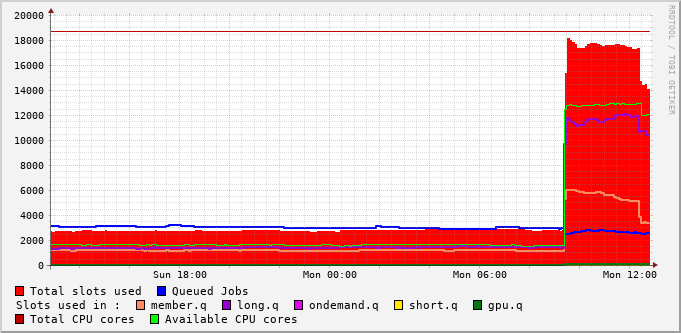 20000
18000
16000
14000
12000
10000
8000
6000
4000
2000
0
Sun 18:00 Mon 00:00 Mon 06:00 Mon 12:00
Total slots used Queued Jobs
Slots used in : member.q long.q ondemand.q short.q gpu.q
Total CPU cores Available CPU cores
RRDTOOL / TOBI OETIKER